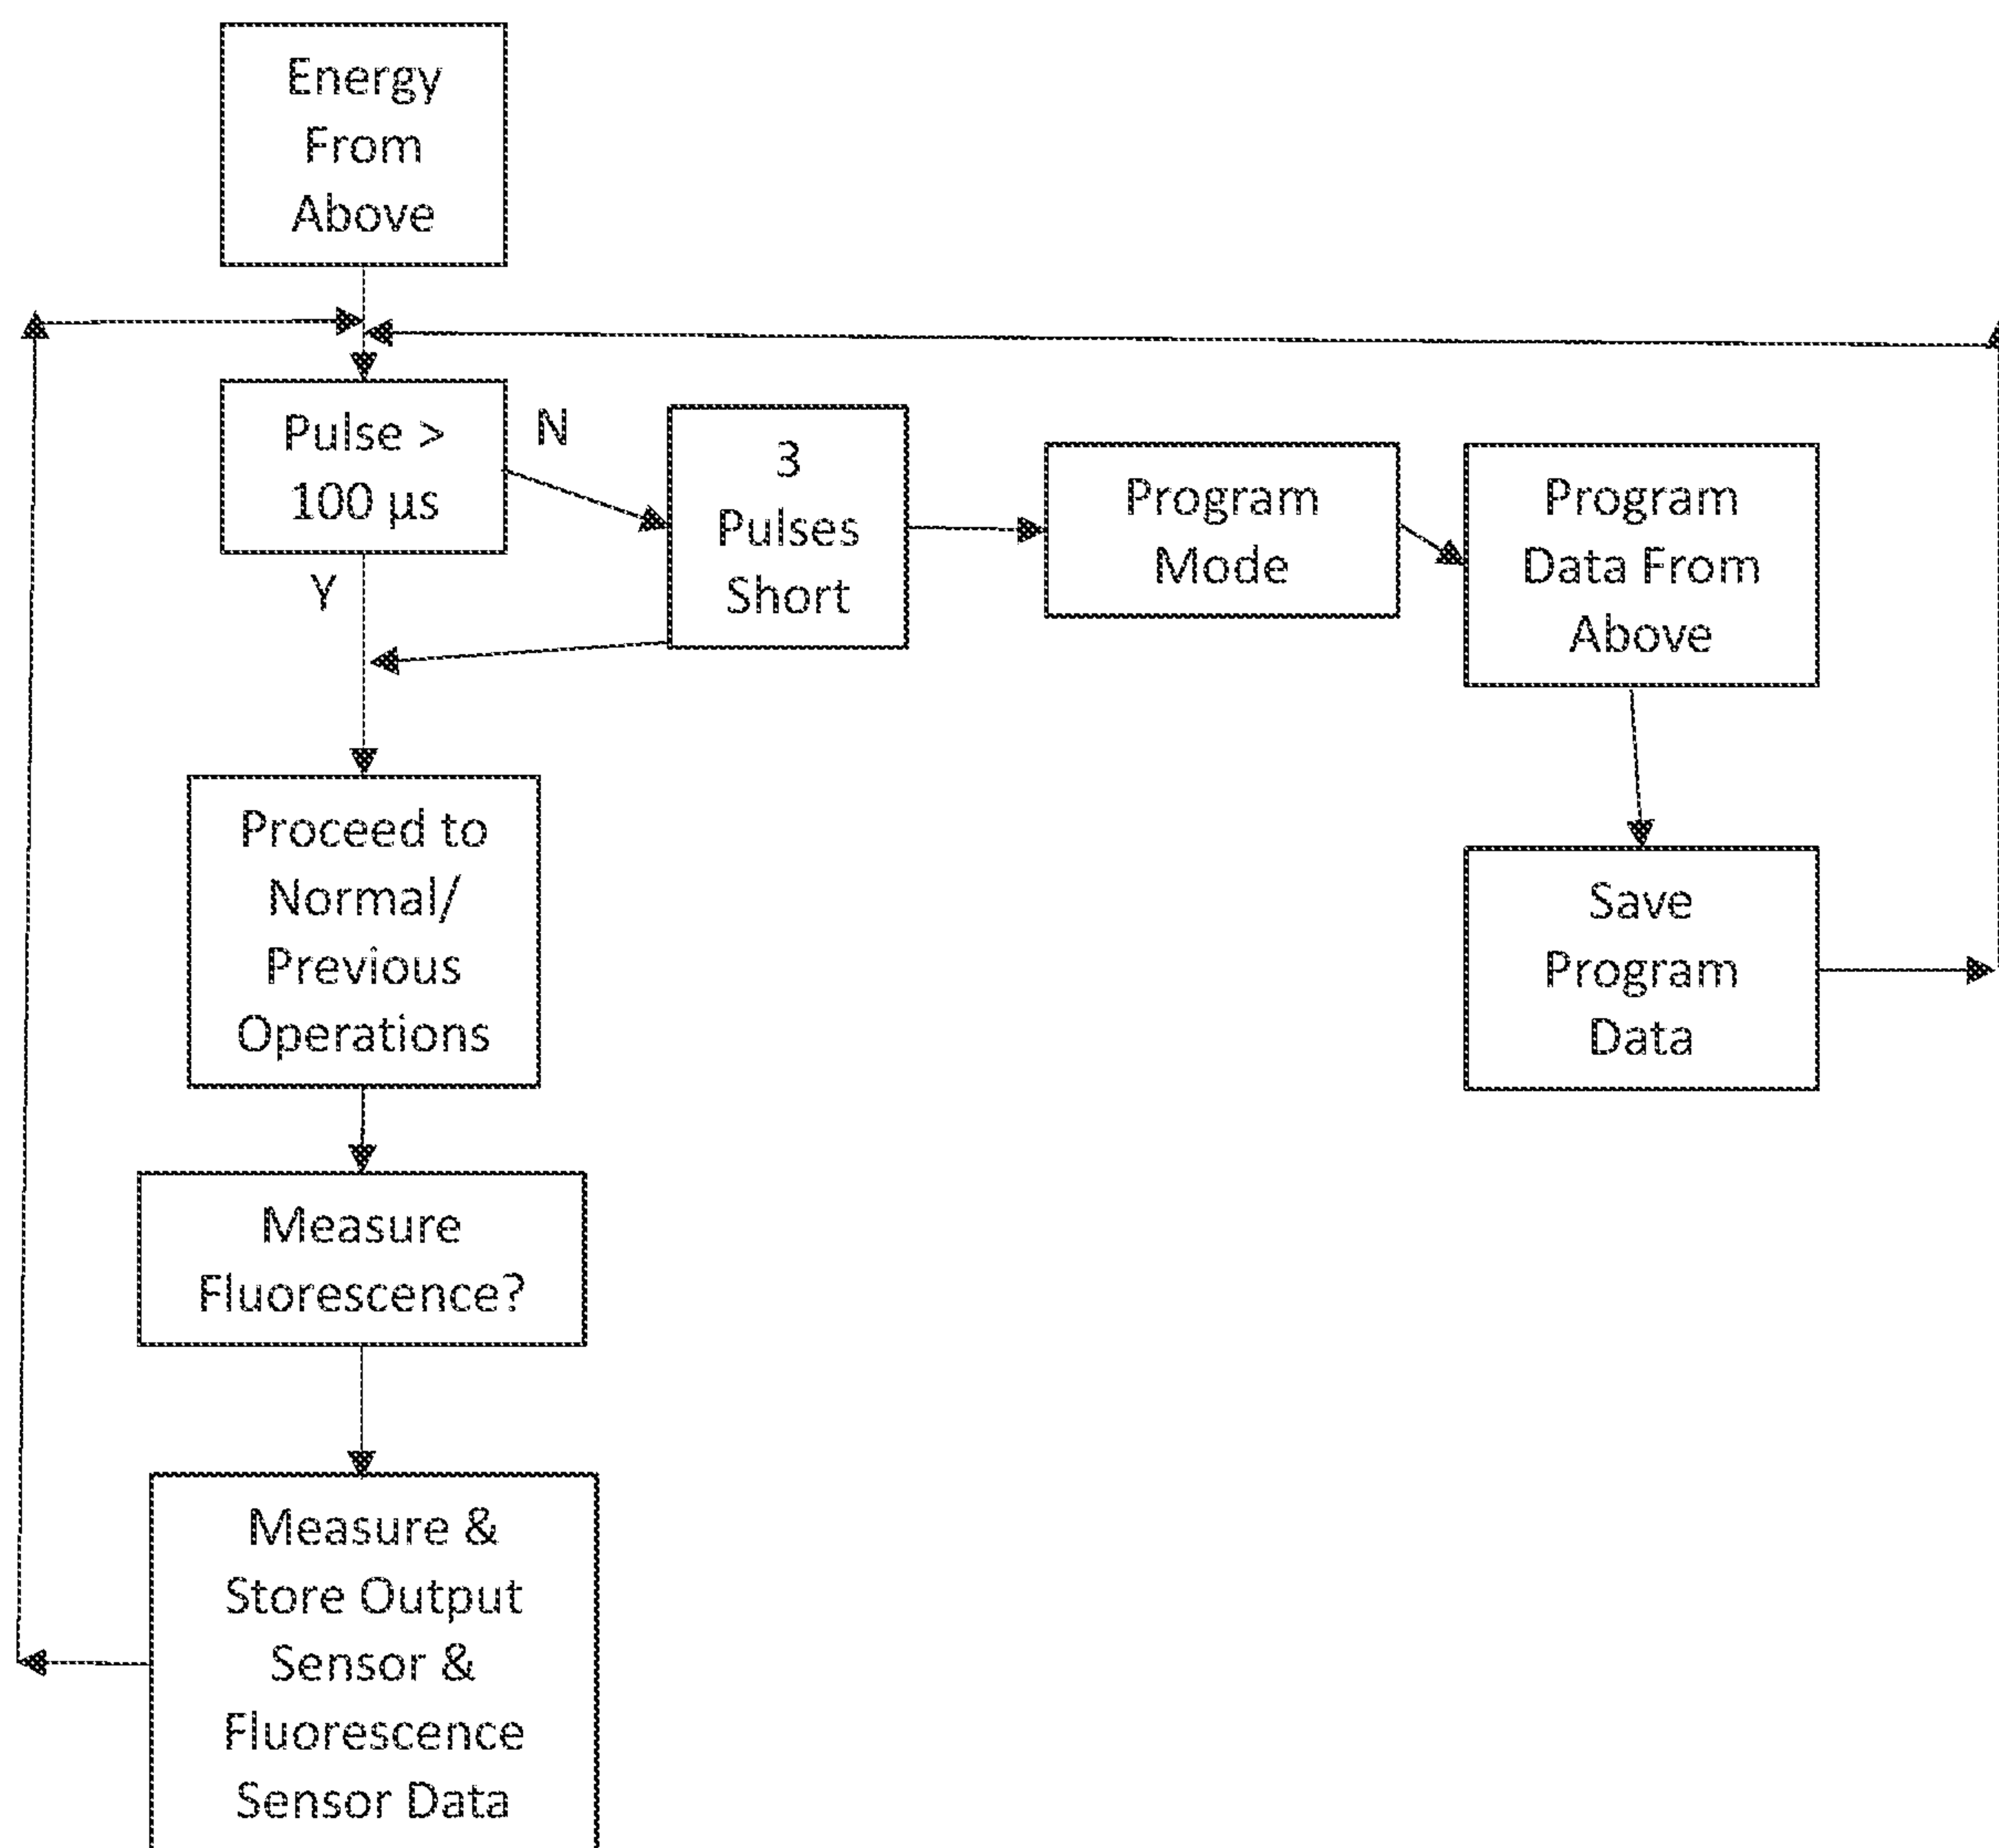 Energy
From
Above
Pulse >
100 µs
N
Y
3
Pulses
Short
Program
Mode
Program
Data From
Above
Save
Program
Data
Proceed to
Normal/
Previous
Operations
Measure
Fluorescence?
Measure &
Store Output
Sensor &
Fluorescence
Sensor Data